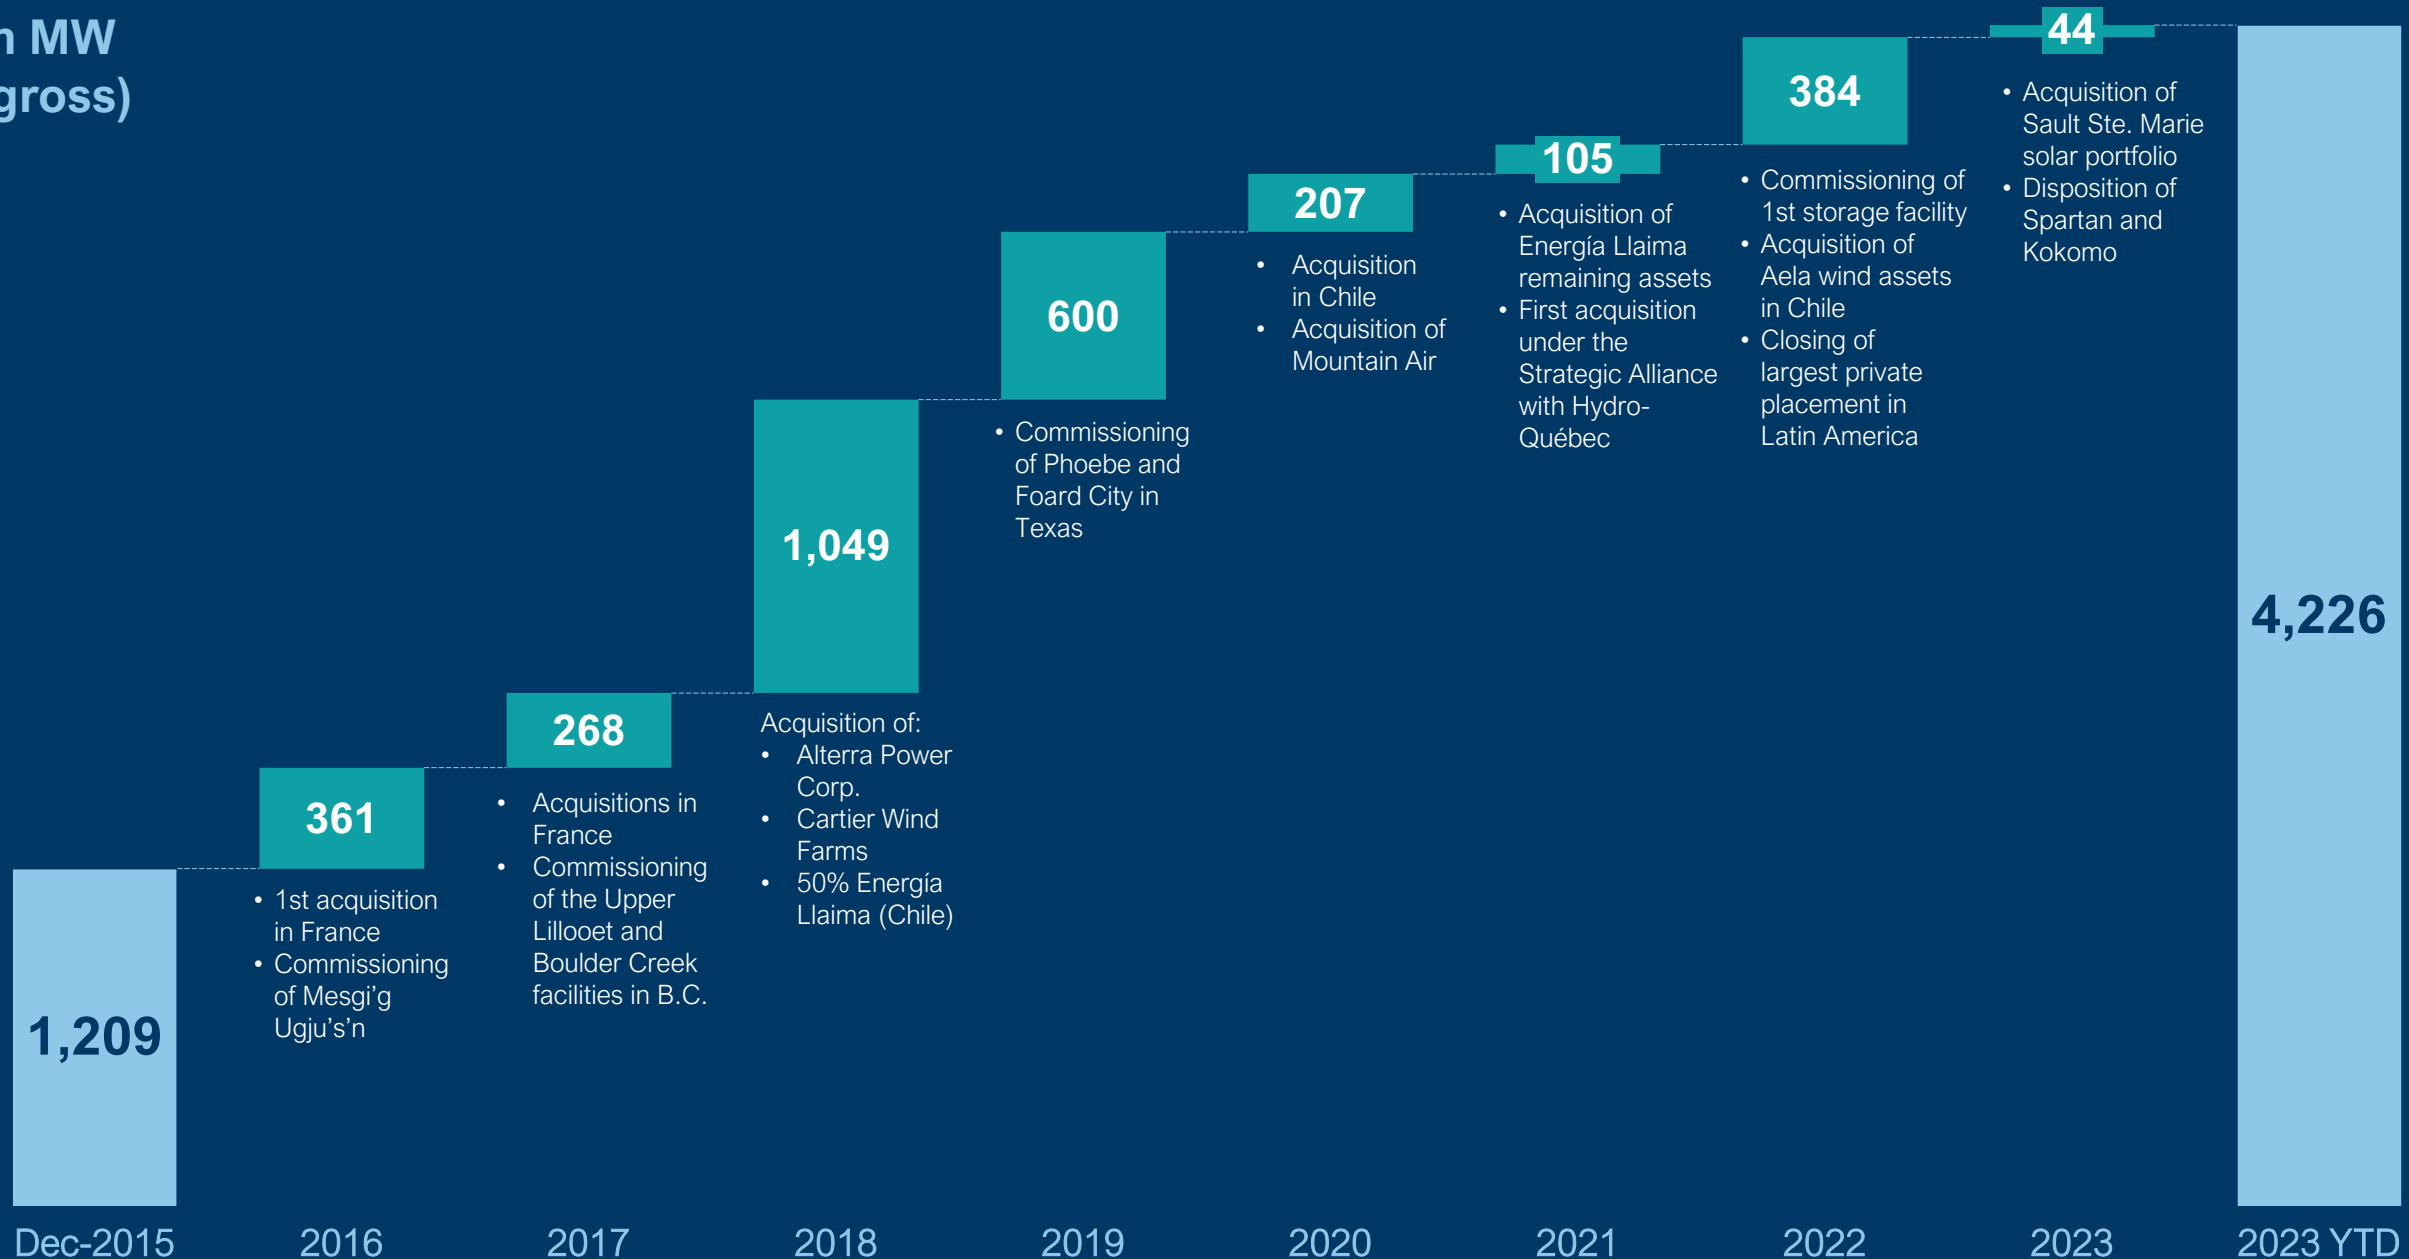 n MW
gross)
1,209
Dec-2015
361
• 1st acquisition
in France
• Commissioning
of Mesgi’g
Ugju’s’n
2016
268
• Acquisitions in
France
• Commissioning
of the Upper
Lillooet and
Boulder Creek
facilities in B.C.
2017
1,049
Acquisition of:
• Alterra Power
Corp.
• Cartier Wind
Farms
• 50% Energía
Llaima (Chile)
2018
600
• Commissioning
of Phoebe and
Foard City in
Texas
2019
207
• Acquisition
in Chile
• Acquisition of
Mountain Air
2020
105
• Acquisition of
Energía Llaima
remaining assets
• First acquisition
under the
Strategic Alliance
with Hydro-
Québec
2021
384
• Commissioning of
1st storage facility
• Acquisition of
Aela wind assets
in Chile
• Closing of
largest private
placement in
Latin America
2022
44
• Acquisition of
Sault Ste. Marie
solar portfolio
• Disposition of
Spartan and
Kokomo
2023
4,226
2023 YTD